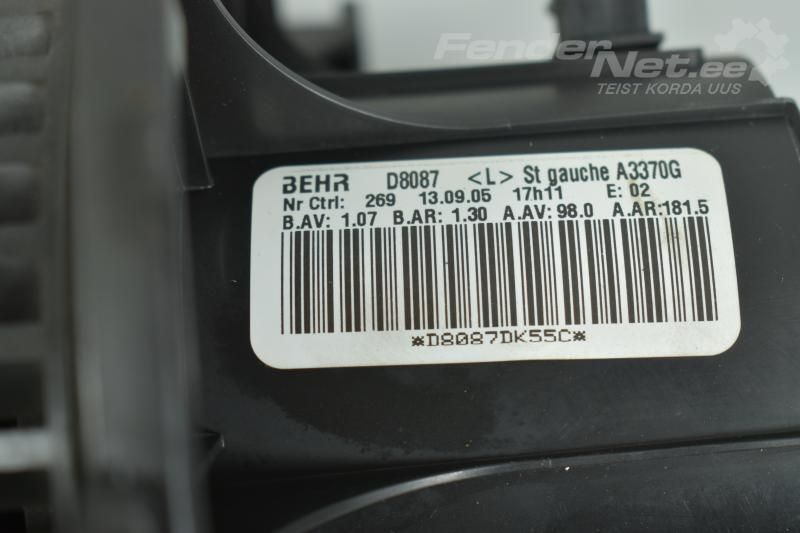 FenderNet.ee
TEIST KORDA UUS
BEHR D8087 <L> St gauche A3370G
Nr Ctrl: 269 13.09.05 17h11 E: 02
B.AV: 1.07 B.AR: 1.30 A.AV: 98.0 A.AR:181.5
*D8087DK55C*